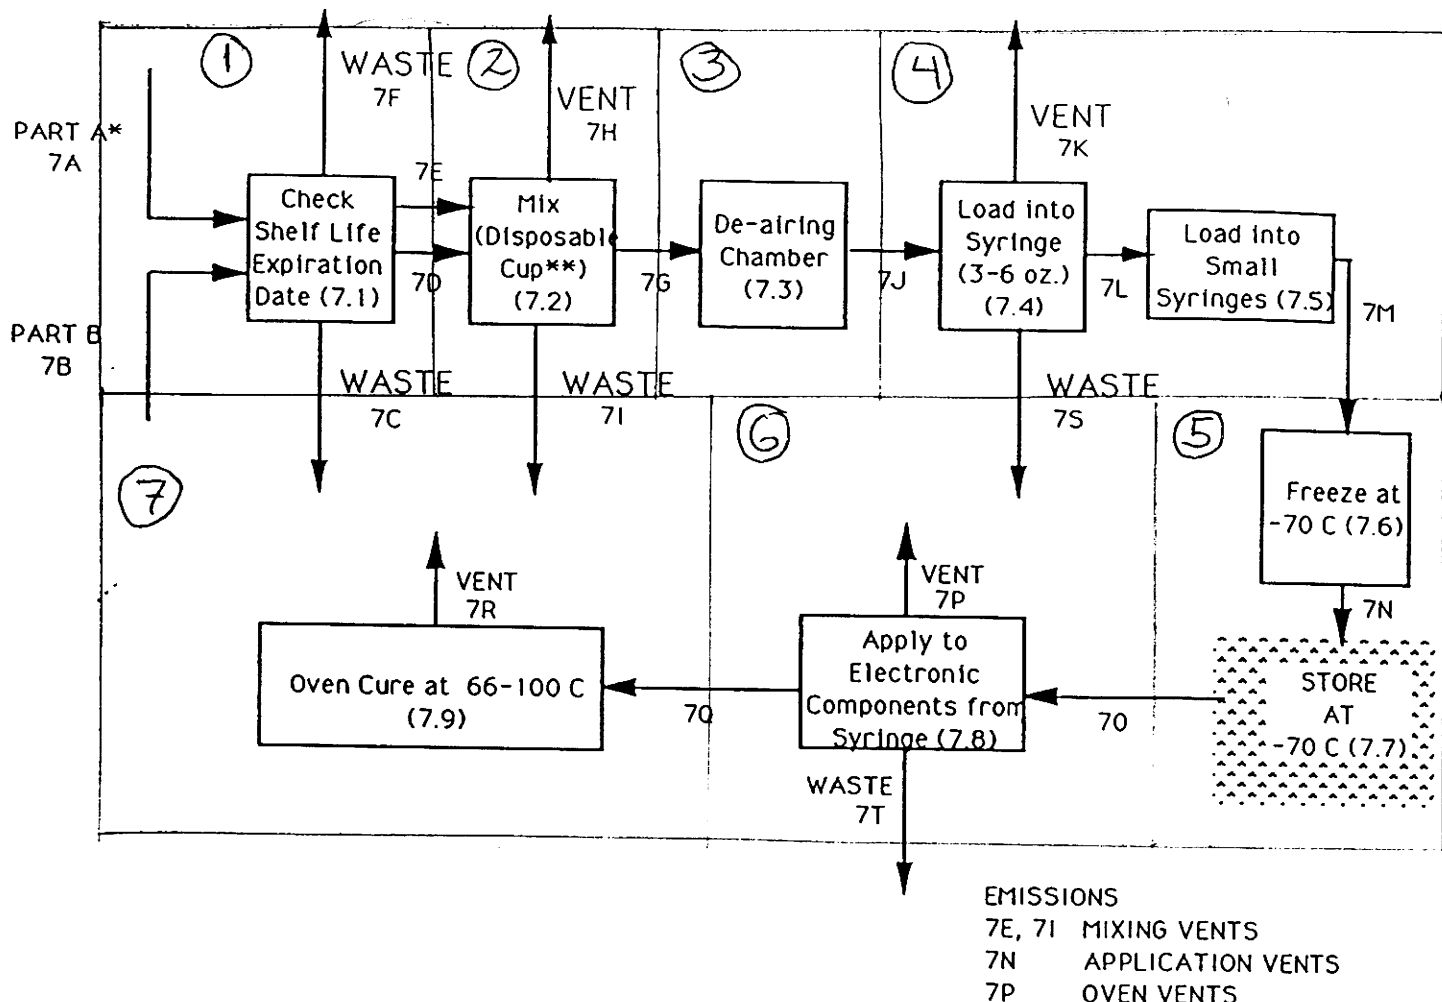 1
WASTE
7F
2
VENT
7H
3
4
VENT
7K
PART A*
7A
7E
Check
Shelf Life
Expiration
Date (7.1)
Mix
(Disposable
Cup**)
(7.2)
De-airing
Chamber
(7.3)
Load into
Syringe
(3-6 oz.)
(7.4)
Load into
Small
Syringes (7.5)
7D
7G
7J
7L
7M
PART B
7B
WASTE
7C
WASTE
7I
WASTE
7S
6
5
7
Freeze at
-70 C (7.6)
7N
VENT
7R
VENT
7P
Oven Cure at 66-100 C
(7.9)
7Q
Apply to
Electronic
Components from
Syringe (7.8)
7O
STORE
AT
-70 C (7.7)
WASTE
7T
EMISSIONS
7E, 7I MIXING VENTS
7N APPLICATION VENTS
7P OVEN VENTS